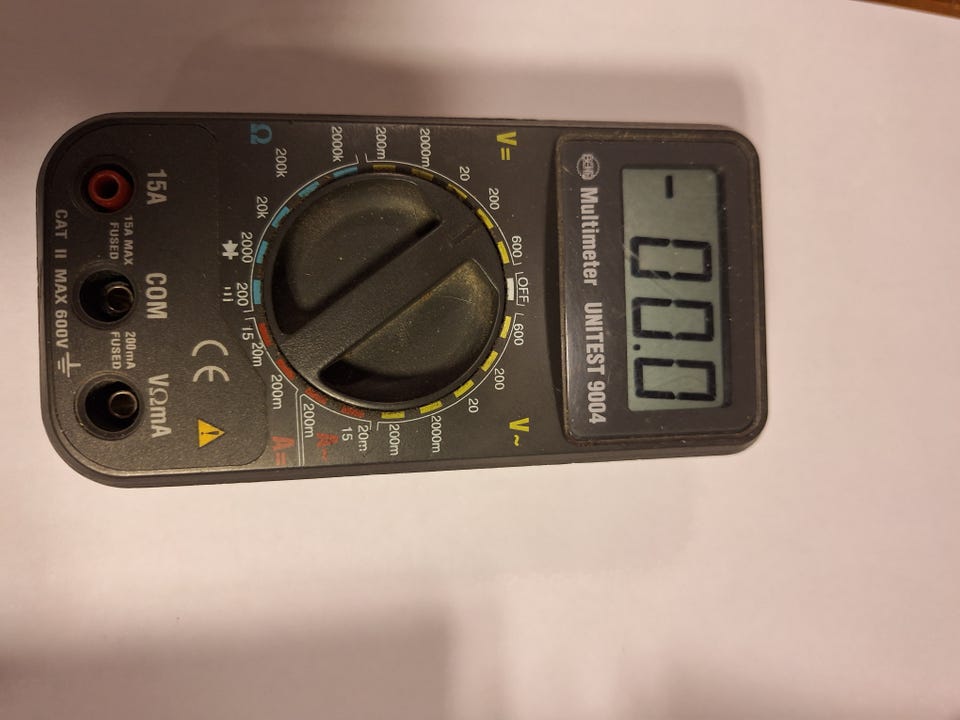 - 00.0
BEHA Multimeter UNITEST 9004
V=
V~
OFF
600
200
20
2000m
200m
2000k
200k
20k
2000
200
Ω
600
200
20
2000m
200m
20m
15
200m
A~
A=
200m
20m
15
CE
15A
COM
VΩmA
15A MAX
FUSED
200mA
FUSED
CAT II MAX 600V